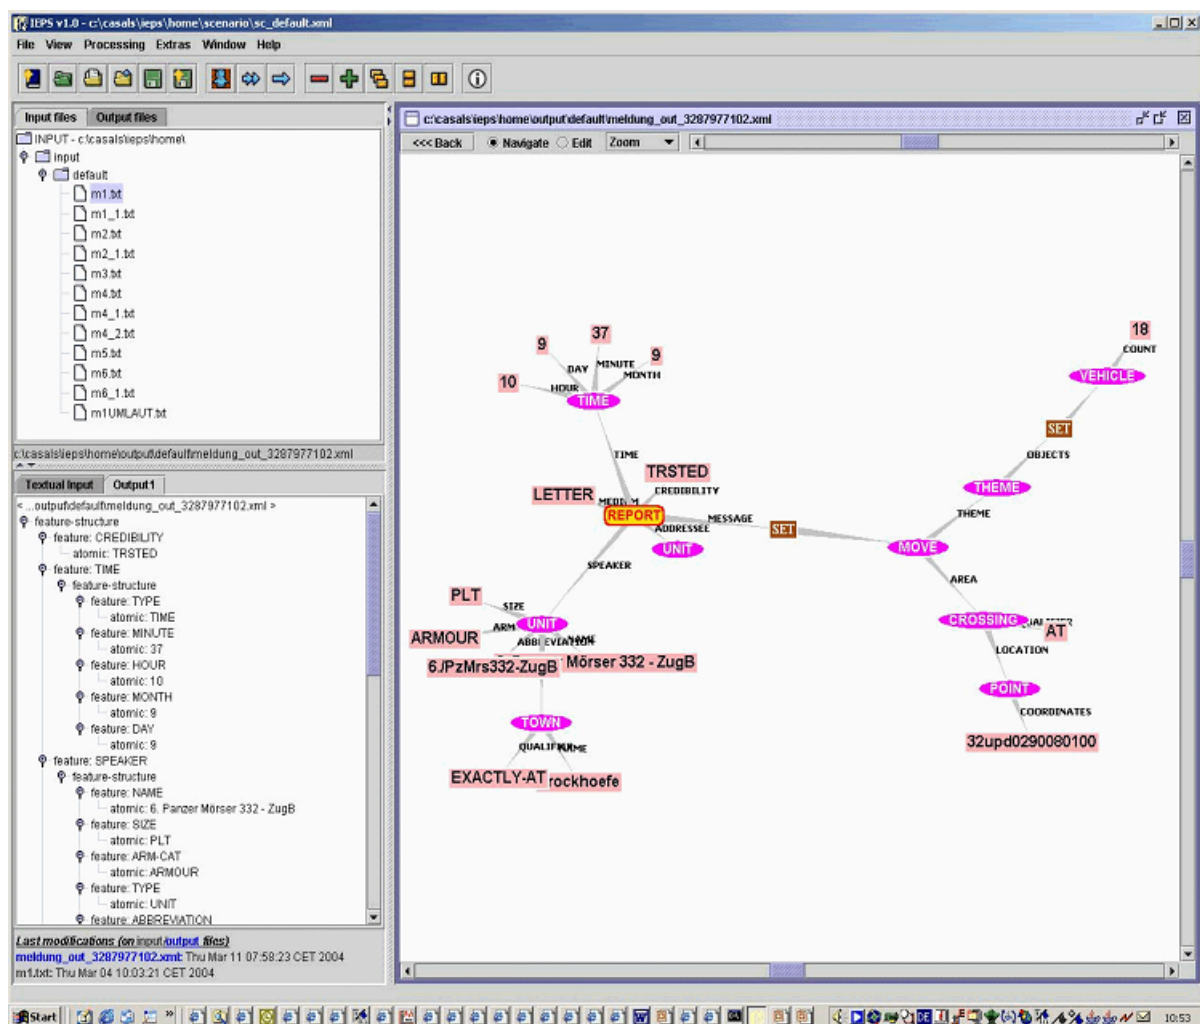 IEPS v1.0 - c:\casals\ieps\home\scenario\sc_default.xml
File View Processing Extras Window Help
Input files Output files
INPUT - c:\casals\ieps\home\
input
default
m1.txt
m1_1.txt
m2.txt
m2_1.txt
m3.txt
m4.txt
m4_1.txt
m4_2.txt
m5.txt
m6.txt
m6_1.txt
m1UMLAUT.txt
c:\casals\ieps\home\output\default\meldung_out_3287977102.xml
Textual Input Output1
< ...output\default\meldung_out_3287977102.xml >
feature-structure
feature: CREDIBILITY
atomic: TRSTED
feature: TIME
feature-structure
feature: TYPE
atomic: TIME
feature: MINUTE
atomic: 37
feature: HOUR
atomic: 10
feature: MONTH
atomic: 9
feature: DAY
atomic: 9
feature: SPEAKER
feature-structure
feature: NAME
atomic: 6. Panzer Mörser 332 - ZugB
feature: SIZE
atomic: PLT
feature: ARM-CAT
atomic: ARMOUR
feature: TYPE
atomic: UNIT
feature: ABBREVIATION
Last modifications (on input/output files)
meldung_out_3287977102.xml: Thu Mar 11 07:58:23 CET 2004
m1.txt: Thu Mar 04 10:03:21 CET 2004
c:\casals\ieps\home\output\default\meldung_out_3287977102.xml
<<< Back Navigate Edit Zoom
18
COUNT
VEHICLE
37
9
9
DAY MINUTE
MONTH
10
HOUR
TIME
SET
OBJECTS
TIME
TRSTED
CREDIBILITY
THEME
LETTER
REPORT
MESSAGE
THEME
ADDRESSEE
SET
UNIT
MOVE
SPEAKER
AREA
PLT
SIZE
UNIT
ARM
ARMOUR
CROSSING
AT
LOCATION
6./PzMrs332-ZugB
Mörser 332 - ZugB
POINT
COORDINATES
TOWN
32upd0290080100
EXACTLY-AT
rockhoefe
Start
DE
10:53